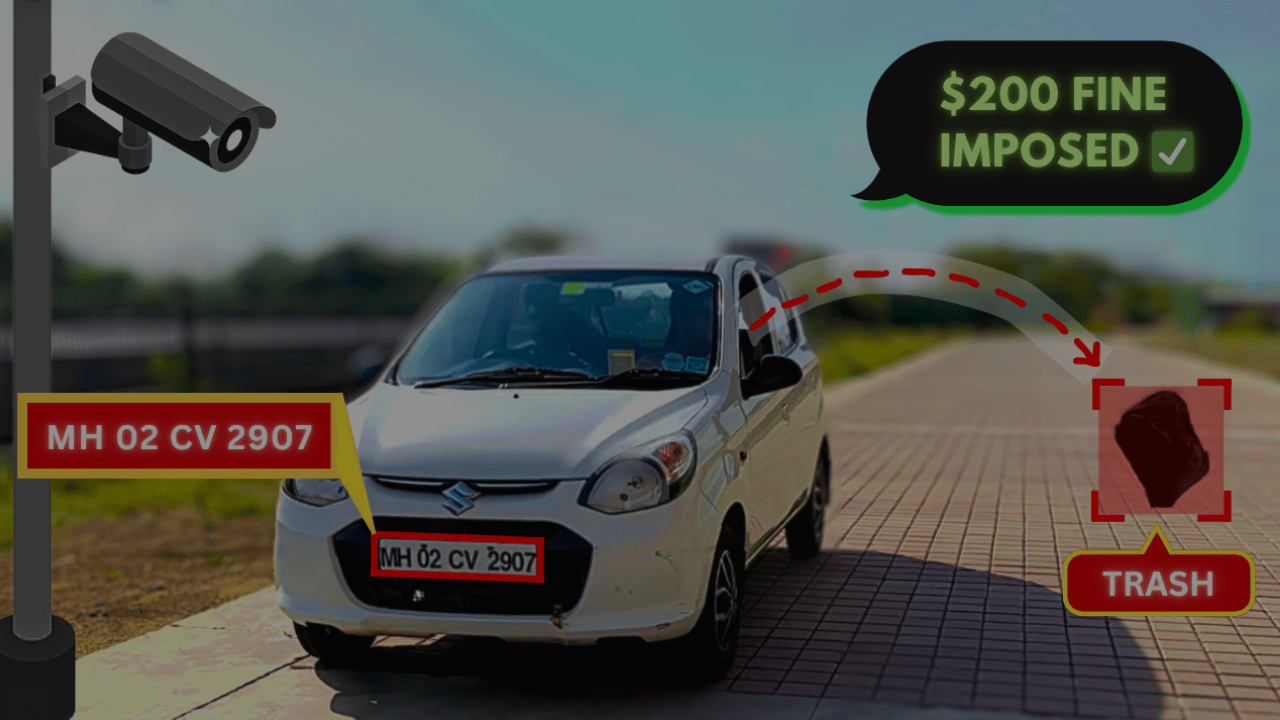 $200 FINE
IMPOSED ✅
MH 02 CV 2907
MH 02 CV 2907
TRASH